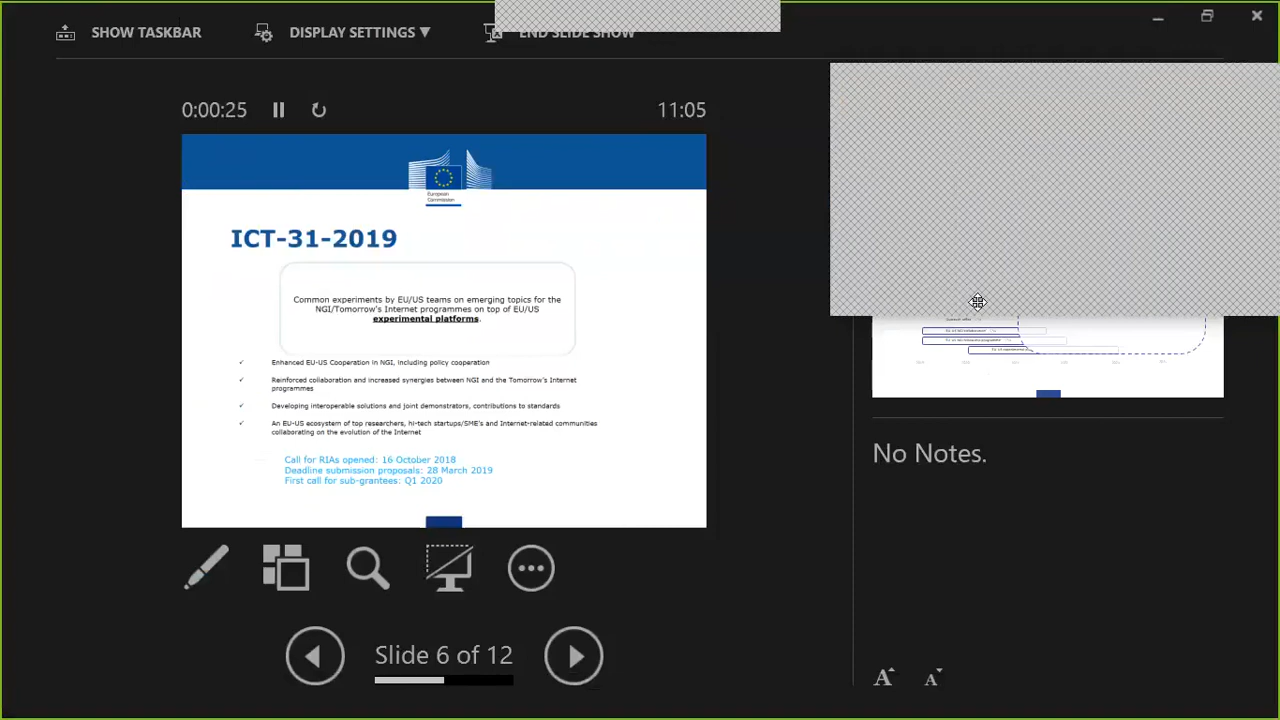 SHOW TASKBAR
DISPLAY SETTINGS ▼
END SLIDE SHOW
0:00:25
11:05
European
Commission
ICT-31-2019
Common experiments by EU/US teams on emerging topics for the
NGI/Tomorrow's Internet programmes on top of EU/US
experimental platforms.
✓ Enhanced EU-US Cooperation in NGI, including policy cooperation
✓ Reinforced collaboration and increased synergies between NGI and the Tomorrow's Internet
programmes
✓ Developing interoperable solutions and joint demonstrators, contributions to standards
✓ An EU-US ecosystem of top researchers, hi-tech startups/SME's and Internet-related communities
collaborating on the evolution of the Internet
Call for RIAs opened: 16 October 2018
Deadline submission proposals: 28 March 2019
First call for sub-grantees: Q1 2020
Slide 6 of 12
No Notes.
A A